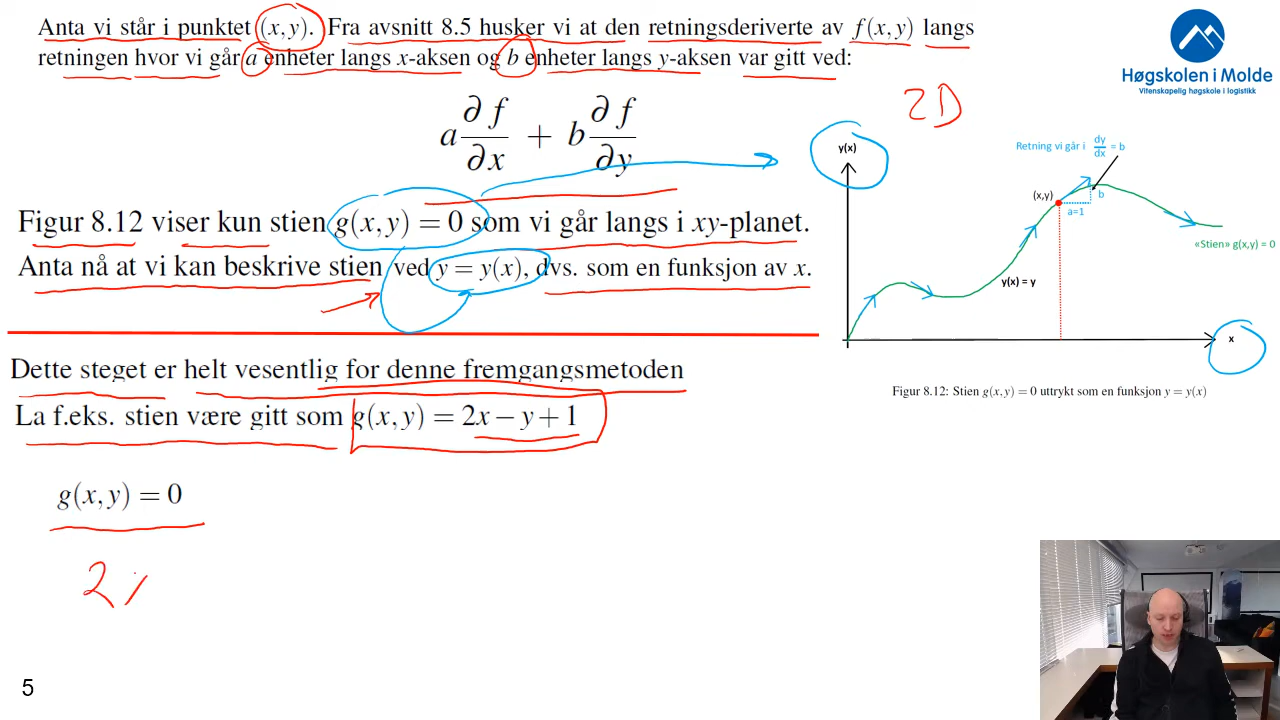 Anta vi står i punktet (x, y). Fra avsnitt 8.5 husker vi at den retningsderiverte av f(x, y) langs
retningen hvor vi går a enheter langs x-aksen og b enheter langs y-aksen var gitt ved:
a ∂f/∂x + b ∂f/∂y
Figur 8.12 viser kun stien g(x, y) = 0 som vi går langs i xy-planet.
Anta nå at vi kan beskrive stien ved y = y(x), dvs. som en funksjon av x.
Dette steget er helt vesentlig for denne fremgangsmetoden
La f.eks. stien være gitt som g(x, y) = 2x − y + 1
g(x, y) = 0
2x
5
Høgskolen i Molde
Vitenskapelig høgskole i logistikk
2D
Retning vi går i dy/dx = b
y(x)
(x,y)
b
a=1
«Stien» g(x,y) = 0
y(x) = y
x
Figur 8.12: Stien g(x, y) = 0 uttrykt som en funksjon y = y(x)